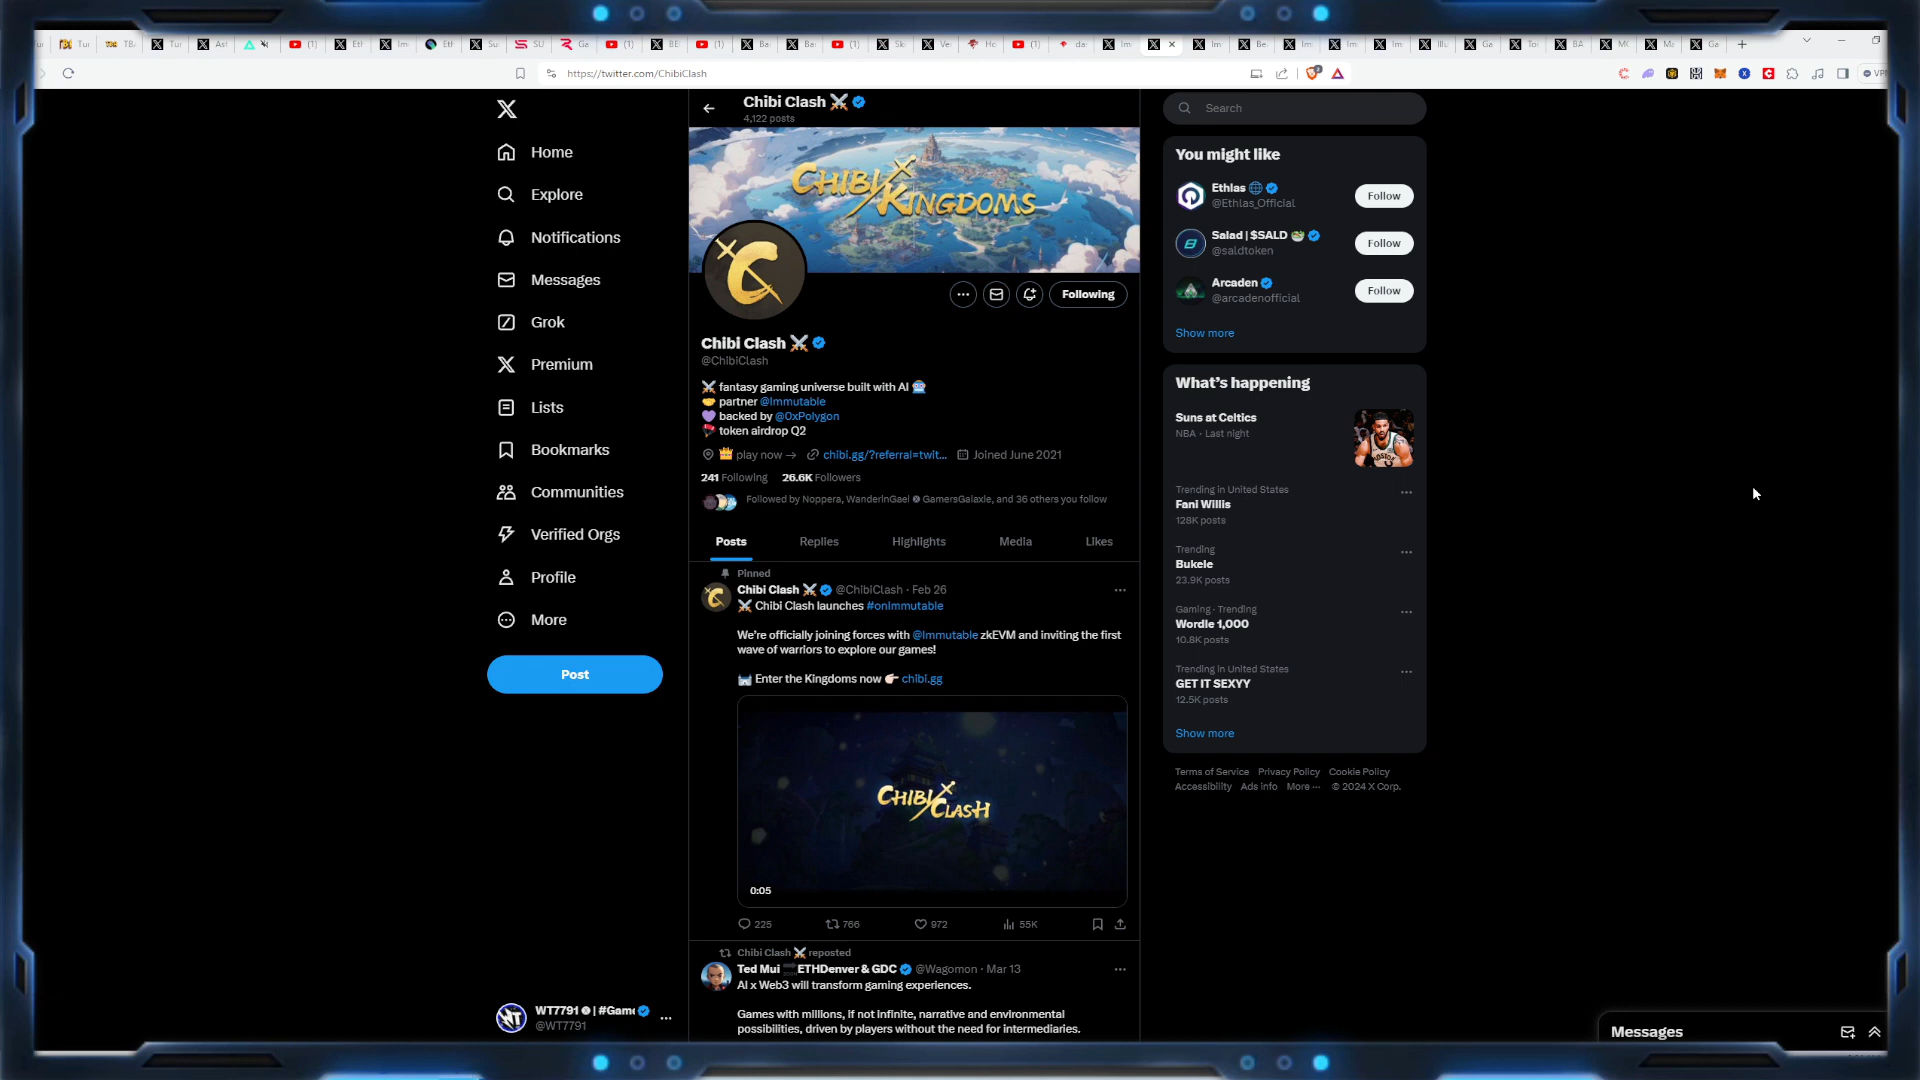 https://twitter.com/ChibiClash
VPN
Home
Explore
Notifications
Messages
Grok
Premium
Lists
Bookmarks
Communities
Verified Orgs
Profile
More
Post
WT7791 | #Game
@WT7791
Chibi Clash
4,122 posts
CHIBI KINGDOMS
Following
Chibi Clash
@ChibiClash
fantasy gaming universe built with AI
partner @Immutable
backed by @0xPolygon
token airdrop Q2
play now → chibi.gg/?referral=twit... Joined June 2021
241 Following 26.6K Followers
Followed by Noppera, WanderinGael GamersGalaxie, and 36 others you follow
Posts Replies Highlights Media Likes
Pinned
Chibi Clash @ChibiClash · Feb 26
Chibi Clash launches #onImmutable
We're officially joining forces with @Immutable zkEVM and inviting the first
wave of warriors to explore our games!
Enter the Kingdoms now chibi.gg
CHIBI CLASH
0:05
225 766 972 55K
Chibi Clash reposted
Ted Mui ETHDenver & GDC @Wagomon · Mar 13
AI x Web3 will transform gaming experiences.
Games with millions, if not infinite, narrative and environmental
possibilities, driven by players without the need for intermediaries.
Search
You might like
Ethlas
@Ethlas_Official
Follow
Salad | $SALD
@saldtoken
Follow
Arcaden
@arcadenofficial
Follow
Show more
What's happening
Suns at Celtics
NBA · Last night
Trending in United States
Fani Willis
128K posts
Trending
Bukele
23.9K posts
Gaming · Trending
Wordle 1,000
10.8K posts
Trending in United States
GET IT SEXYY
12.5K posts
Show more
Terms of Service Privacy Policy Cookie Policy
Accessibility Ads info More ··· © 2024 X Corp.
Messages